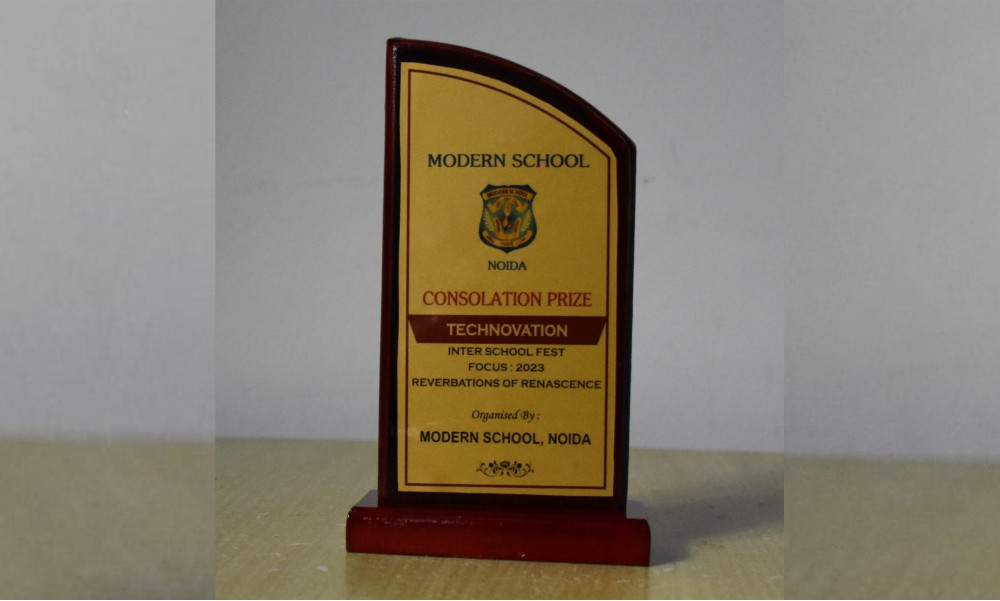 MODERN SCHOOL
NOIDA
CONSOLATION PRIZE
TECHNOVATION
INTER SCHOOL FEST
FOCUS : 2023
REVERBATIONS OF RENASCENCE
Organised By :
MODERN SCHOOL, NOIDA